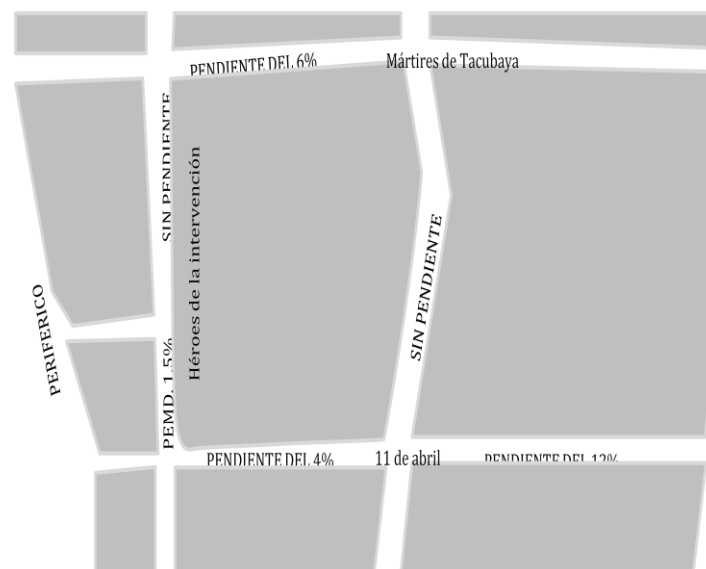 PENDIENTE DEL 6%
Mártires de Tacubaya
SIN PENDIENTE
Héroes de la intervención
SIN PENDIENTE
PERIFERICO
PEMD. 1.5%
PENDIENTE DEL 4%
11 de abril
PENDIENTE DEL 12%